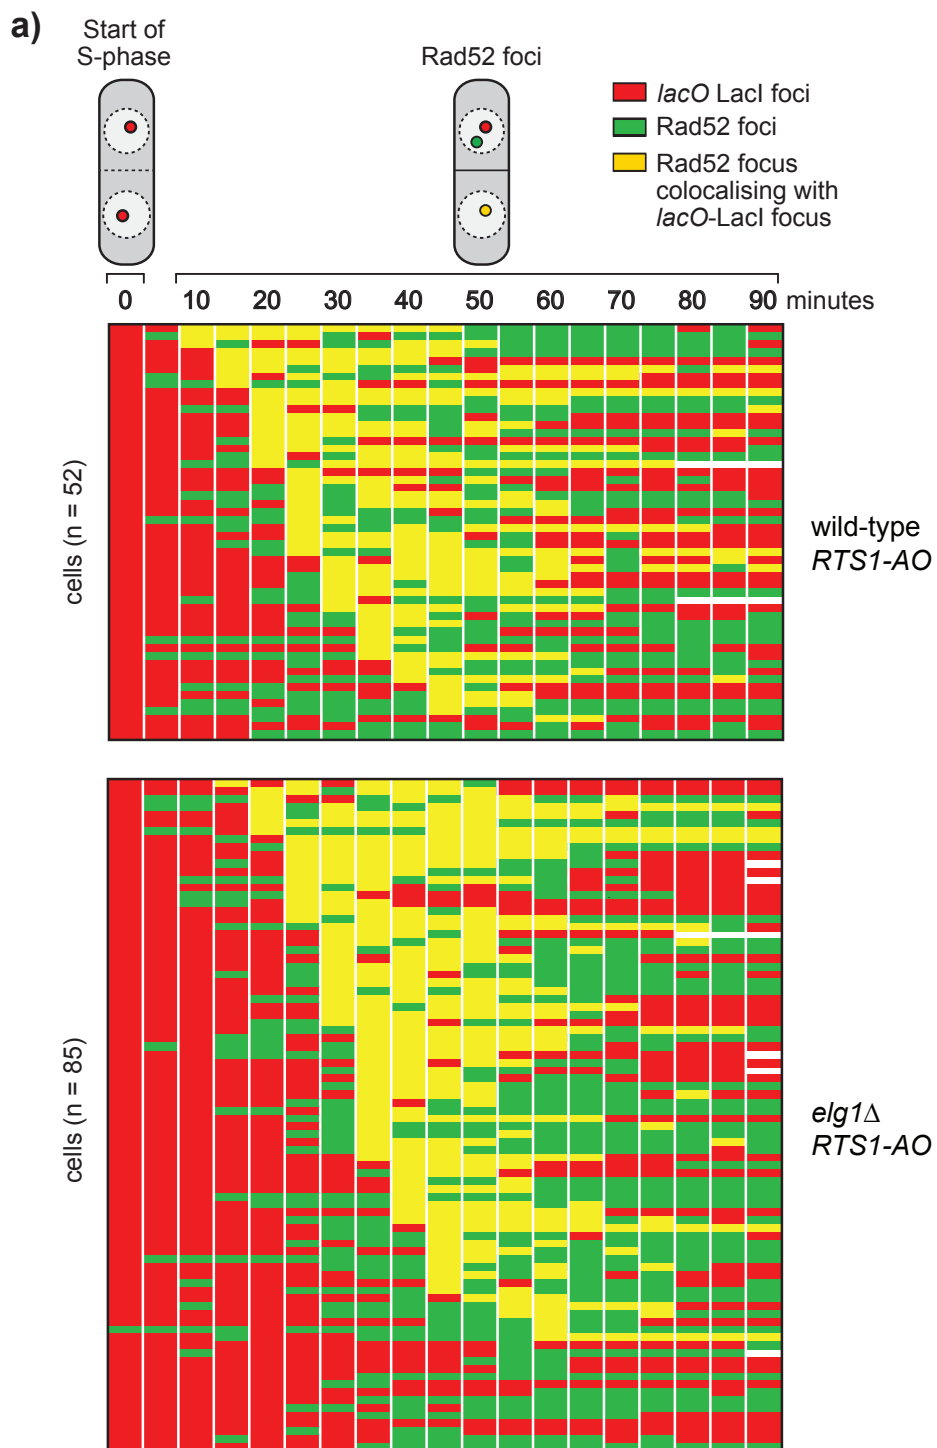 a)
Start of
S-phase
Rad52 foci
lacO LacI foci
Rad52 foci
Rad52 focus
colocalising with
lacO-LacI focus
0 10 20 30 40 50 60 70 80 90 minutes
cells (n = 52)
wild-type
RTS1-AO
cells (n = 85)
elg1Δ
RTS1-AO